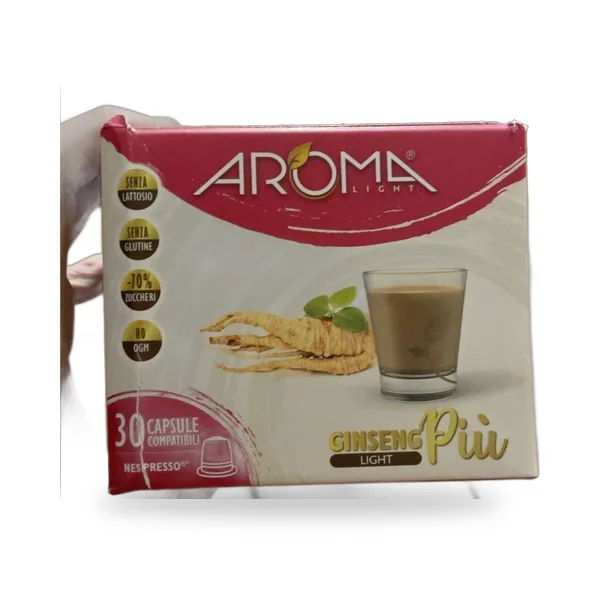 AROMA®
LIGHT
SENZA
LATTOSIO
SENZA
GLUTINE
-70%
ZUCCHERI
NO
OGM
30 CAPSULE
COMPATIBILI
NESPRESSO®*
GINSENG Più
LIGHT